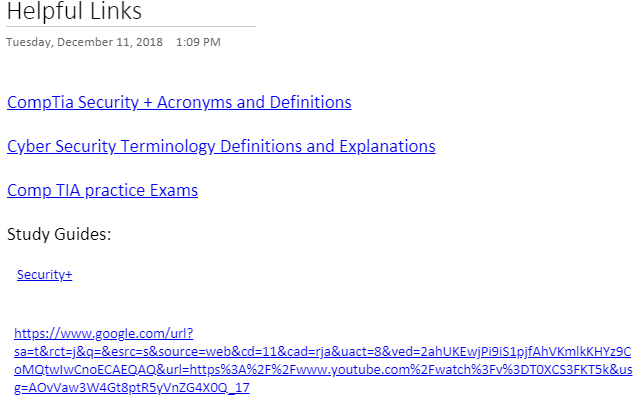 Helpful Links
Tuesday, December 11, 2018 1:09 PM
CompTia Security + Acronyms and Definitions
Cyber Security Terminology Definitions and Explanations
Comp TIA practice Exams
Study Guides:
Security+
https://www.google.com/url?
sa=t&rct=j&q=&esrc=s&source=web&cd=11&cad=rja&uact=8&ved=2ahUKEwjPi9iS1pjfAhVKmlkKHYz9C
oMQtwIwCnoECAEQAQ&url=https%3A%2F%2Fwww.youtube.com%2Fwatch%3Fv%3DT0XCS3FKT5k&us
g=AOvVaw3W4Gt8ptR5yVnZG4X0Q_17